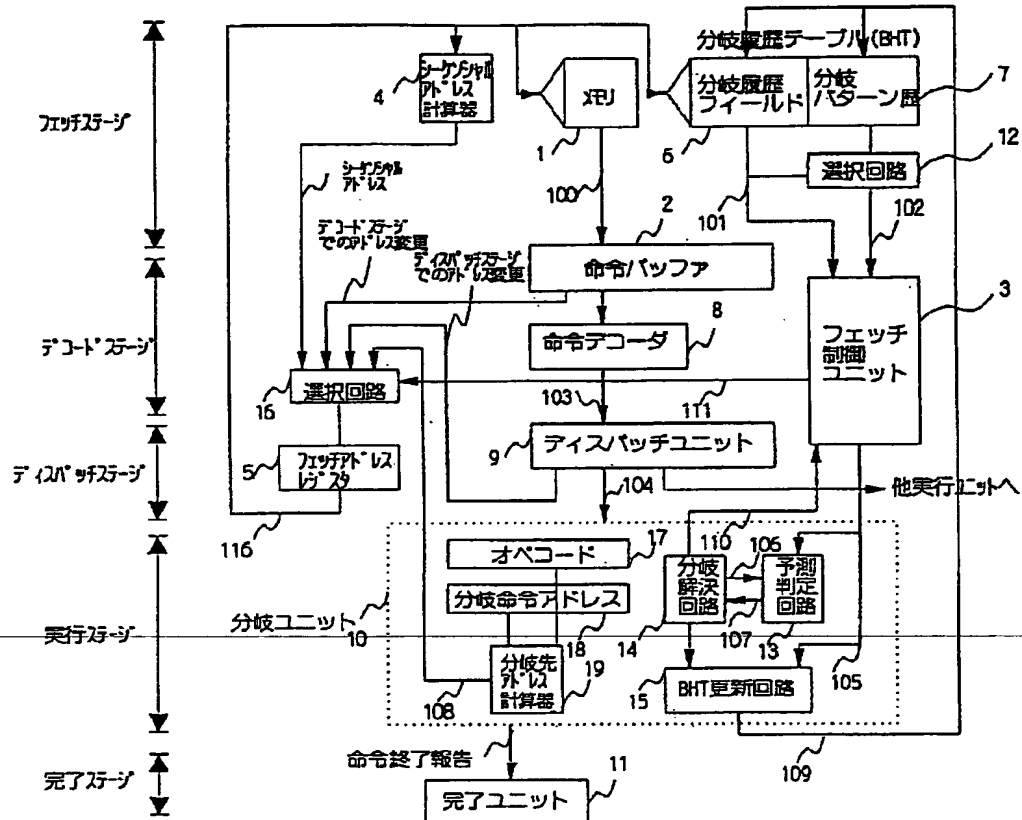 分岐履歴テーブル(BHT)
シーケンシャル
アドレス
計算器
4
メモリ
1
分岐履歴
フィールド
6
分岐
パターン歴
7
12
選択回路
フェッチステージ
シーケンシャル
アドレス
100
101
102
デコードステージ
でのアドレス変更
ディスパッチステージ
でのアドレス変更
2
命令バッファ
3
フェッチ
制御
ユニット
8
命令デコーダ
デコードステージ
16
選択回路
103
111
9
ディスパッチユニット
ディスパッチステージ
5
フェッチアドレス
レジスタ
104
他実行ユニットへ
116
110
106
17
オペコード
分岐
解決
回路
予測
判定
回路
分岐命令アドレス
分岐ユニット
10
18
14
107
13
105
実行ステージ
分岐先
アドレス
計算器
19
15
BHT更新回路
108
109
命令終了報告
完了ステージ
11
完了ユニット